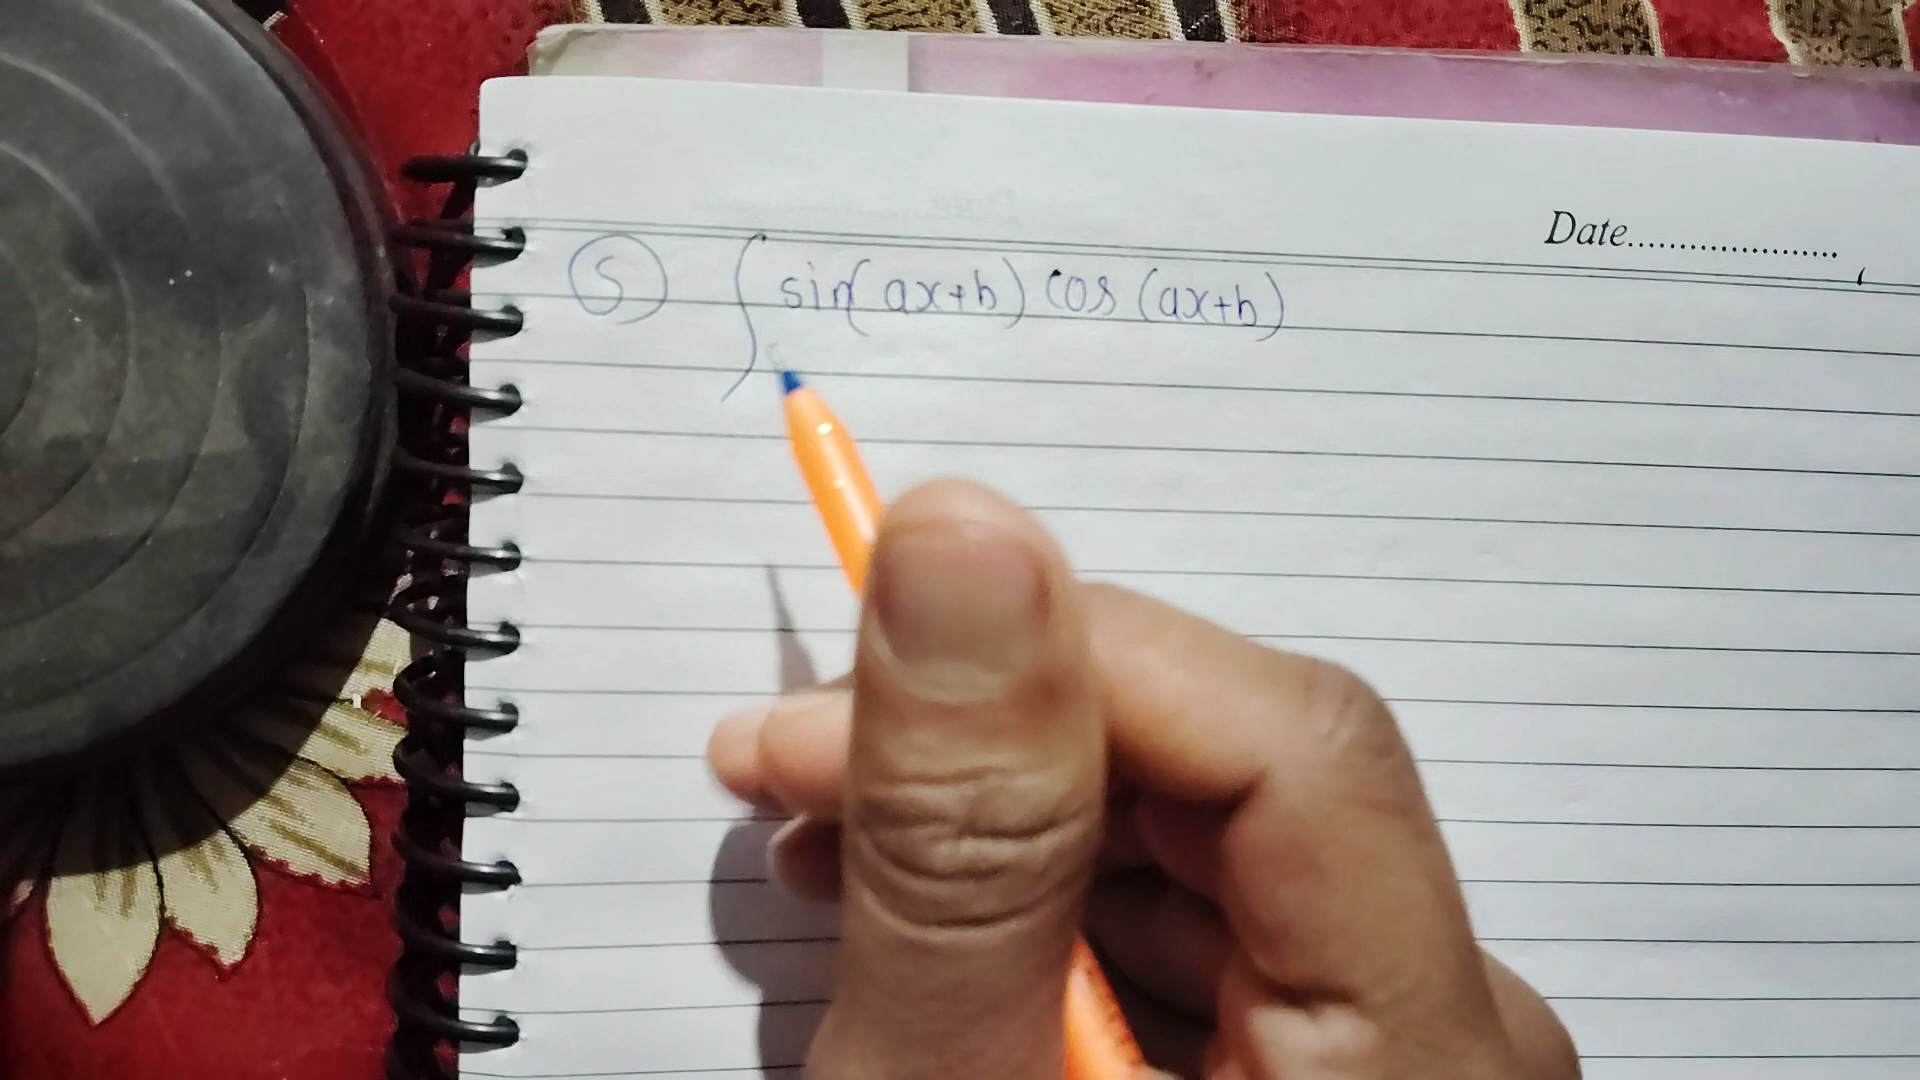 Date.....................
⑤ ∫ sin(ax+b) cos (ax+b)